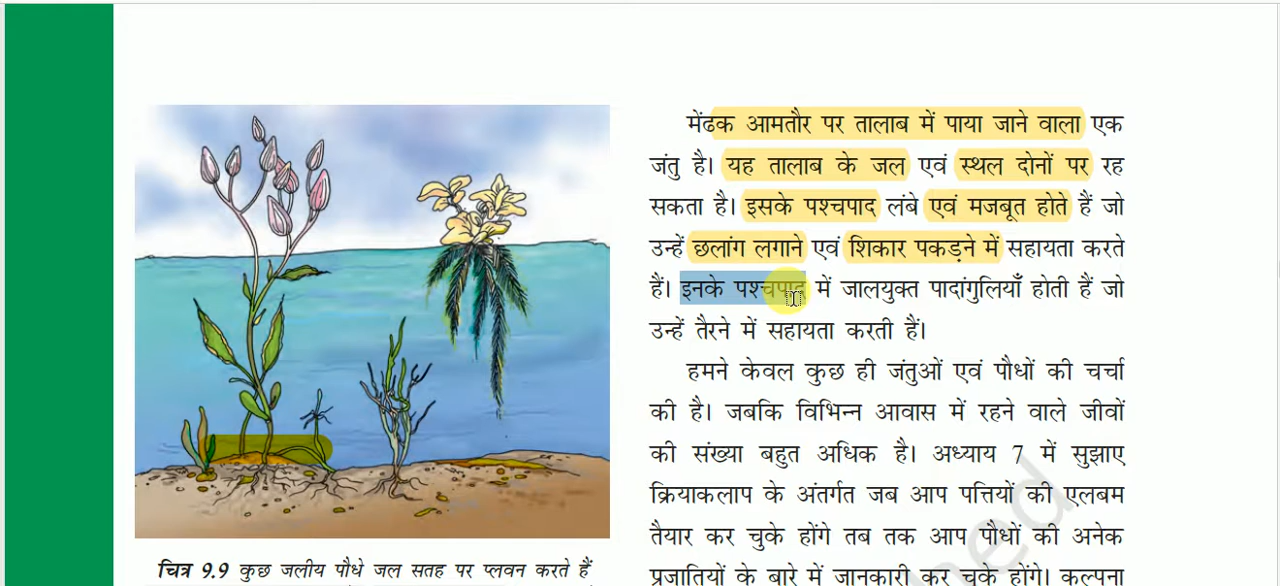 मेंढक आमतौर पर तालाब में पाया जाने वाला एक
जंतु है। यह तालाब के जल एवं स्थल दोनों पर रह
सकता है। इसके पश्चपाद लंबे एवं मजबूत होते हैं जो
उन्हें छलांग लगाने एवं शिकार पकड़ने में सहायता करते
हैं। इनके पश्चपाद में जालयुक्त पादांगुलियाँ होती हैं जो
उन्हें तैरने में सहायता करती हैं।
हमने केवल कुछ ही जंतुओं एवं पौधों की चर्चा
की है। जबकि विभिन्न आवास में रहने वाले जीवों
की संख्या बहुत अधिक है। अध्याय 7 में सुझाए
क्रियाकलाप के अंतर्गत जब आप पत्तियों की एलबम
तैयार कर चुके होंगे तब तक आप पौधों की अनेक
प्रजातियों के बारे में जानकारी कर चुके होंगे। कल्पना
चित्र 9.9 कुछ जलीय पौधे जल सतह पर प्लवन करते हैं